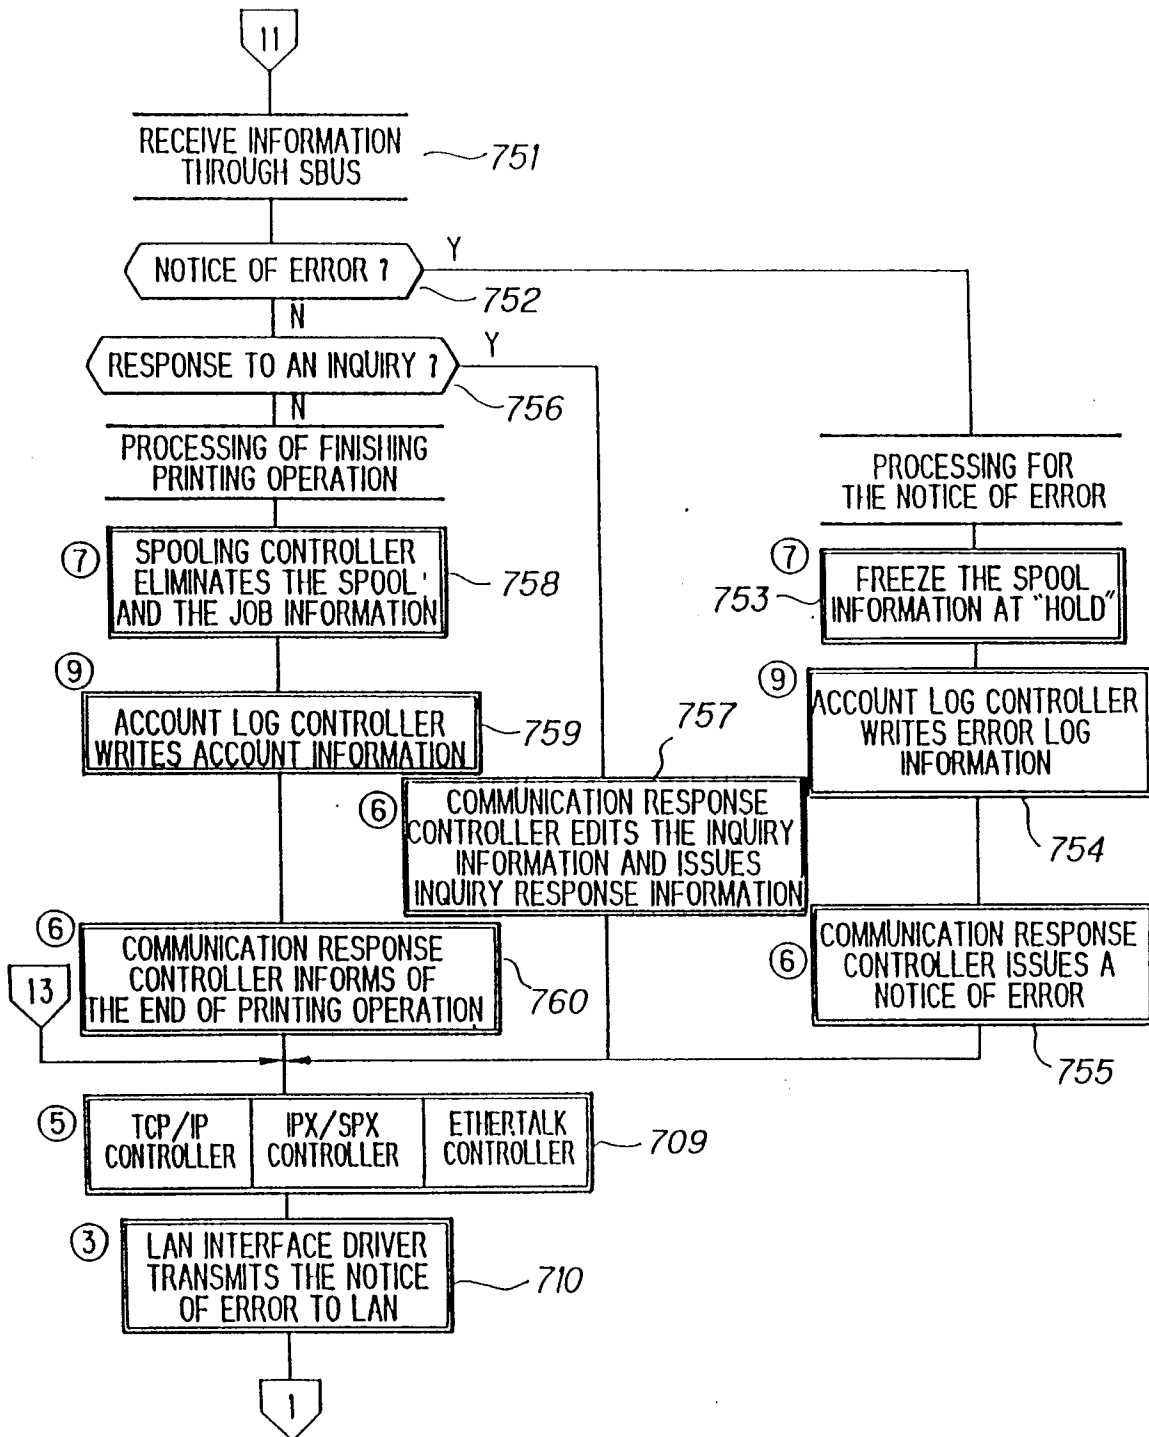 11
RECEIVE INFORMATION
THROUGH SBUS
751
NOTICE OF ERROR ?
Y
752
N
RESPONSE TO AN INQUIRY ?
Y
756
N
PROCESSING OF FINISHING
PRINTING OPERATION
PROCESSING FOR
THE NOTICE OF ERROR
7
SPOOLING CONTROLLER
ELIMINATES THE SPOOL
AND THE JOB INFORMATION
758
7
753
FREEZE THE SPOOL
INFORMATION AT "HOLD"
9
ACCOUNT LOG CONTROLLER
WRITES ACCOUNT INFORMATION
759
9
ACCOUNT LOG CONTROLLER
WRITES ERROR LOG
INFORMATION
754
757
6
COMMUNICATION RESPONSE
CONTROLLER EDITS THE INQUIRY
INFORMATION AND ISSUES
INQUIRY RESPONSE INFORMATION
6
COMMUNICATION RESPONSE
CONTROLLER INFORMS OF
THE END OF PRINTING OPERATION
760
6
COMMUNICATION RESPONSE
CONTROLLER ISSUES A
NOTICE OF ERROR
755
13
5
TCP/IP
CONTROLLER
IPX/SPX
CONTROLLER
ETHERTALK
CONTROLLER
709
3
LAN INTERFACE DRIVER
TRANSMITS THE NOTICE
OF ERROR TO LAN
710
1